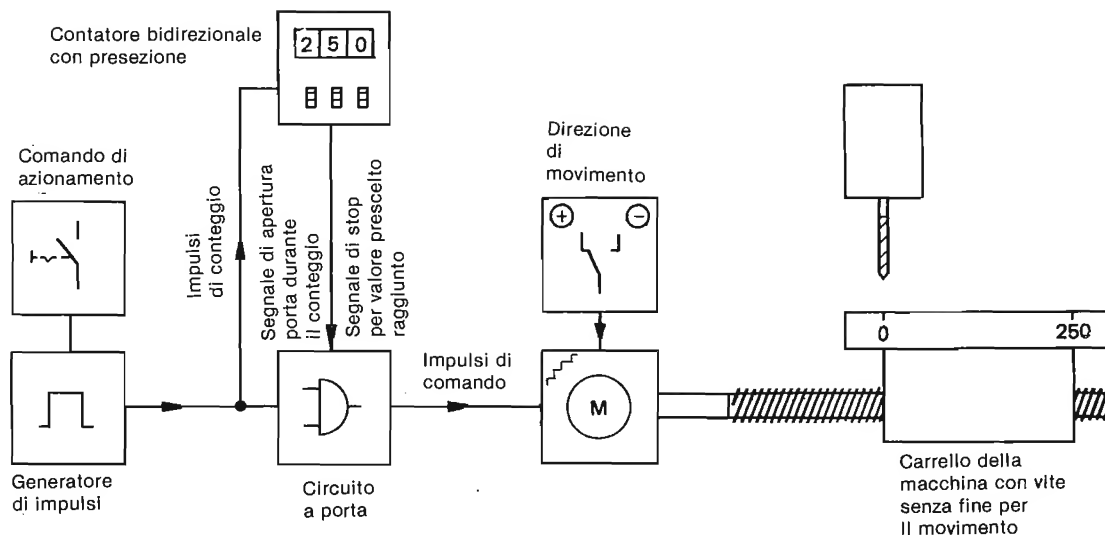 Contatore bidirezionale
con presezione
2 5 0
Comando di
azionamento
Impulsi
di conteggio
Segnale di apertura
porta durante
il conteggio
Segnale di stop
per valore prescelto
raggiunto
Direzione
di
movimento
+ −
0 250
Impulsi di
comando
M
Generatore
di impulsi
Circuito
a porta
Carrello della
macchina con vite
senza fine per
il movimento